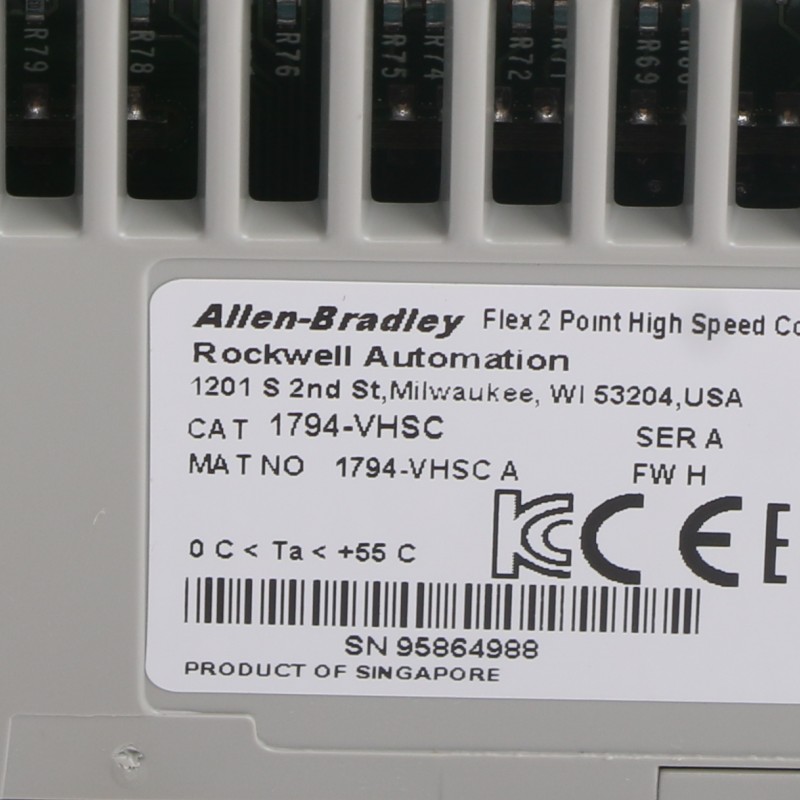 R79
R78
R76
R75
R74
R72
R71
R69
Allen-Bradley Flex 2 Point High Speed Co
Rockwell Automation
1201 S 2nd St,Milwaukee, WI 53204,USA
CAT 1794-VHSC SER A
MAT NO 1794-VHSC A FW H
0 C < Ta < +55 C
SN 95864988
PRODUCT OF SINGAPORE